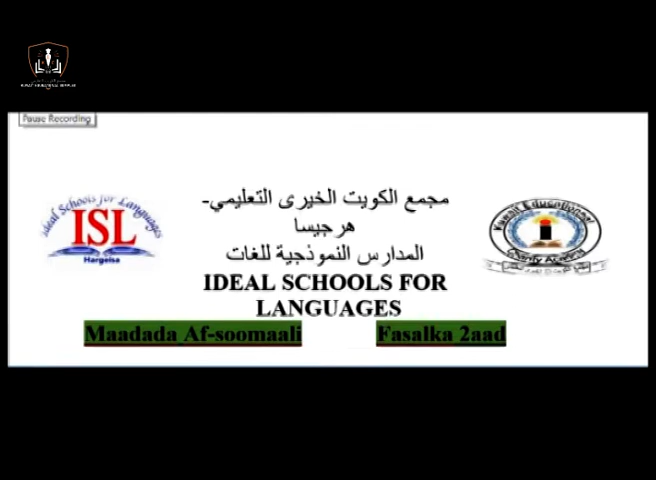 Pause Recording
مجمع الكويت الخيرى التعليمي-
هرجيسا
المدارس النموذجية للغات
IDEAL SCHOOLS FOR
LANGUAGES
Ideal Schools for Languages
ISL
Hargeisa
Kuwait Educational
Charity
Maadada Af-soomaali Fasalka 2aad